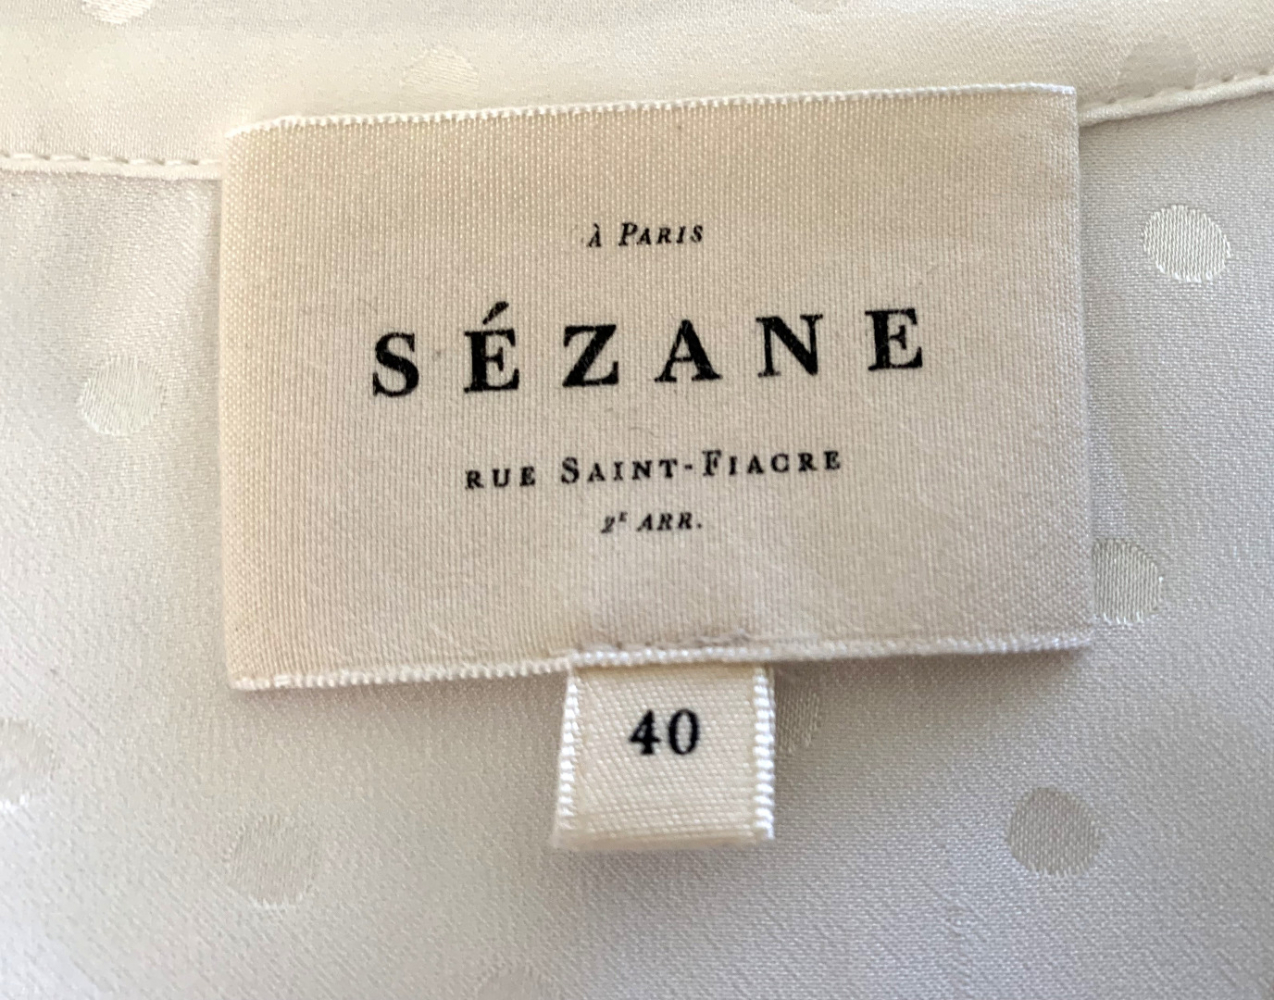 à Paris
SÉZANE
rue Saint-Fiacre
2E ARR.
40